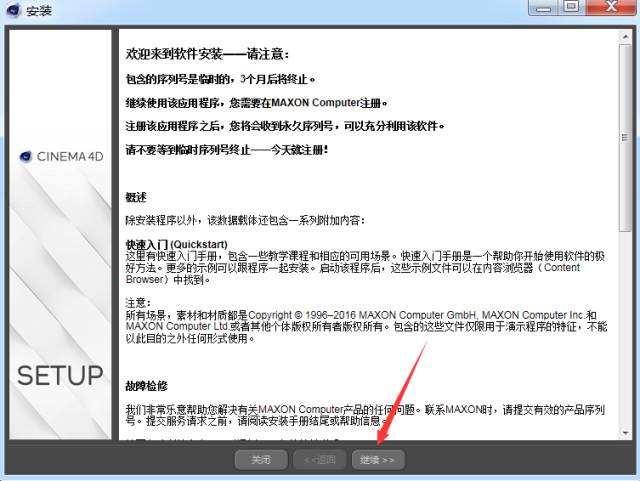 安装
欢迎来到软件安装——请注意：
包含的序列号是临时的，3个月后将终止。
继续使用该应用程序，您需要在MAXON Computer注册。
注册该应用程序之后，您将会收到永久序列号，可以充分利用该软件。
请不要等到临时序列号终止——今天就注册！
CINEMA 4D
概述
除安装程序以外，该数据载体还包含一系列附加内容：
快速入门 (Quickstart)
这里有快速入门手册，包含一些教学课程和相应的可用场景。快速入门手册是一个帮助你开始使用软件的极
好方法。更多的示例可以跟程序一起安装。启动该程序后，这些示例文件可以在内容浏览器（Content
Browser）中找到。
注意：
所有场景，素材和材质都是Copyright © 1996–2016 MAXON Computer GmbH, MAXON Computer Inc.和
MAXON Computer Ltd.或者其他个体版权所有者版权所有。包含的这些文件仅限用于演示程序的特征，不能
以此目的之外任何形式使用。
SETUP
故障检修
我们非常乐意帮助您解决有关MAXON Computer产品的任何问题。联系MAXON时，请提交有效的产品序列
号。提交服务请求之前，请阅读安装手册结尾或帮助信息。
关闭
<<返回
继续 >>